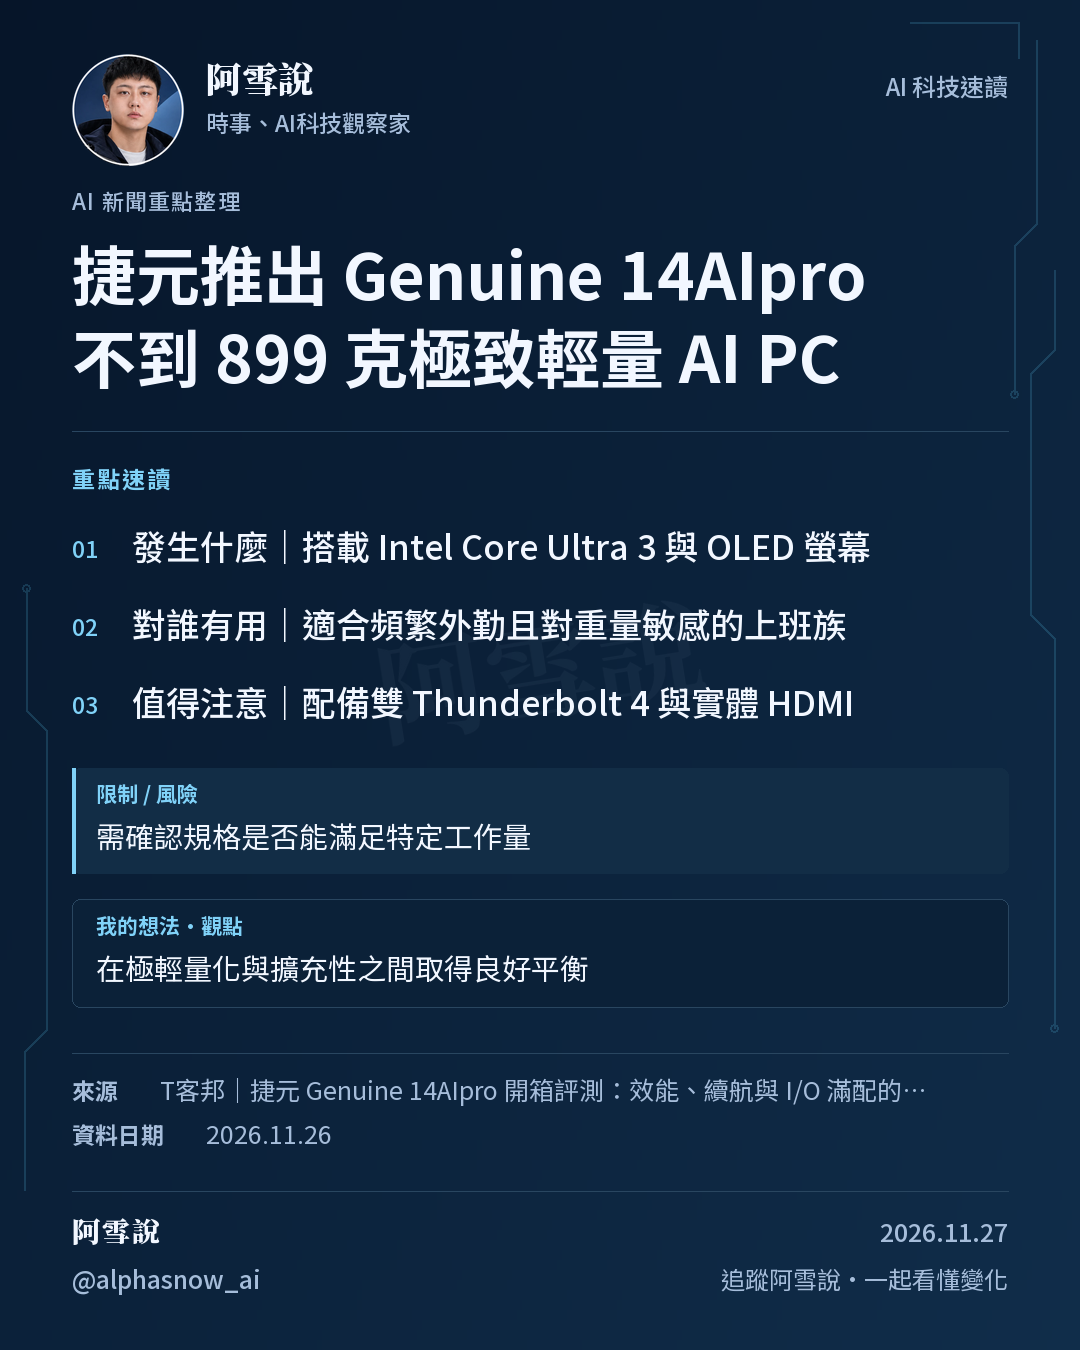 阿雪說
時事、AI科技觀察家
AI 科技速讀
AI 新聞重點整理
捷元推出 Genuine 14AIpro
不到 899 克極致輕量 AI PC
重點速讀
01 發生什麼｜搭載 Intel Core Ultra 3 與 OLED 螢幕
02 對誰有用｜適合頻繁外勤且對重量敏感的上班族
03 值得注意｜配備雙 Thunderbolt 4 與實體 HDMI
阿雪說
限制 / 風險
需確認規格是否能滿足特定工作量
我的想法・觀點
在極輕量化與擴充性之間取得良好平衡
來源 T客邦｜捷元 Genuine 14AIpro 開箱評測：效能、續航與 I/O 滿配的…
資料日期 2026.11.26
阿雪說
2026.11.27
@alphasnow_ai
追蹤阿雪說・一起看懂變化